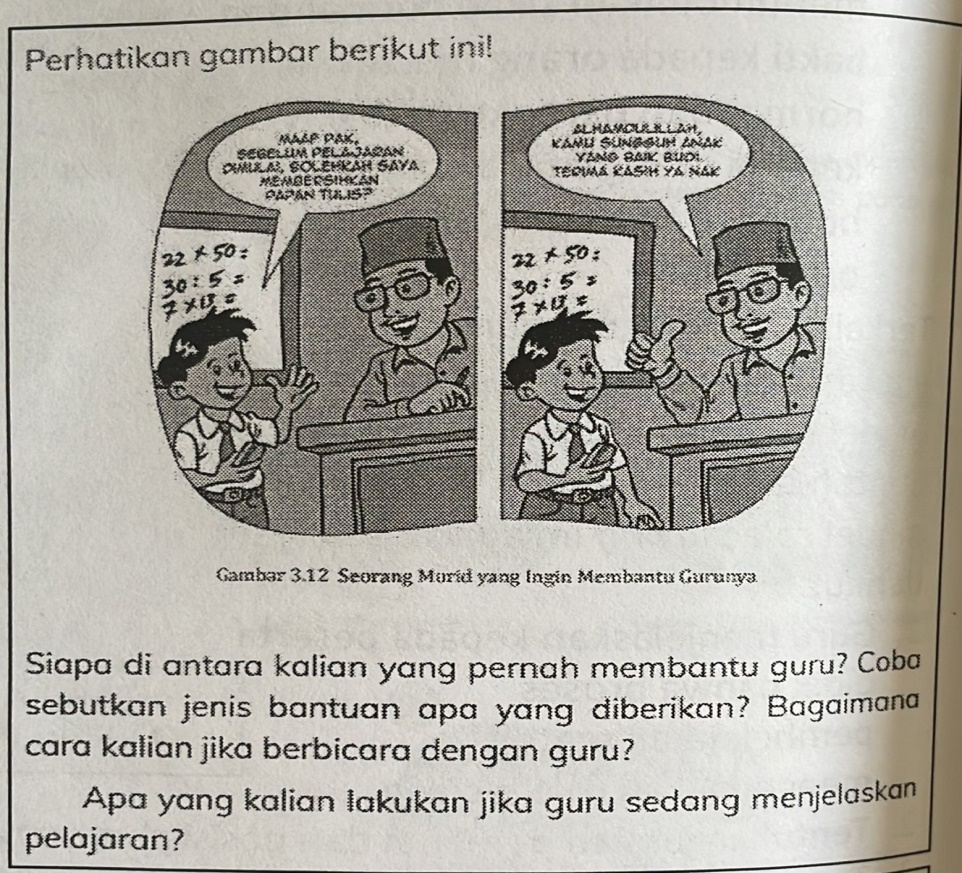 Perhatikan gambar berikut ini!
MAAF PAK,
SEBELUM PELAJARAN
DIMULAI, BOLEHKAH SAYA
MEMBERSIHKAN
PAPAN TULIS?
22 x 50 =
30 : 5 =
7 x 13 =
ALHAMDULILLAH,
KAMU SUNGGUH ANAK
YANG BAIK BUDI.
TERIMA KASIH YA NAK
22 x 50 =
30 : 5 =
7 x 13 =
Gambar 3.12 Seorang Murid yang Ingin Membantu Gurunya
Siapa di antara kalian yang pernah membantu guru? Coba
sebutkan jenis bantuan apa yang diberikan? Bagaimana
cara kalian jika berbicara dengan guru?
Apa yang kalian lakukan jika guru sedang menjelaskan
pelajaran?